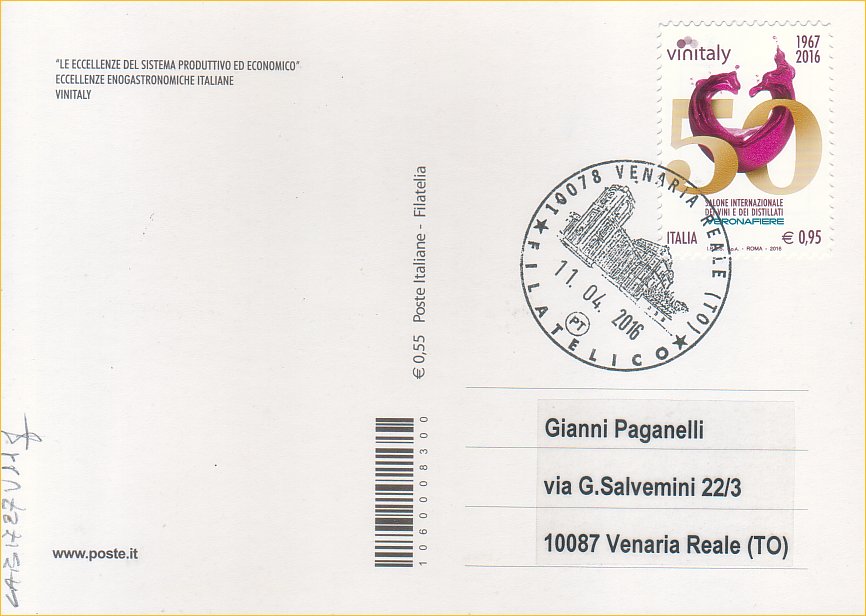 "LE ECCELLENZE DEL SISTEMA PRODUTTIVO ED ECONOMICO"
ECCELLENZE ENOGASTRONOMICHE ITALIANE
VINITALY
vinitaly
1967
2016
50
SALONE INTERNAZIONALE
DEI VINI E DEI DISTILLATI
VERONAFIERE
ITALIA
€ 0,95
S.p.A. - ROMA - 2016
10078 VENARIA REALE (TO)
11. 04. 2016
PT
FILATELICO
€ 0,55 Poste Italiane - Filatelia
1060008300
Gianni Paganelli
via G.Salvemini 22/3
10087 Venaria Reale (TO)
www.poste.it